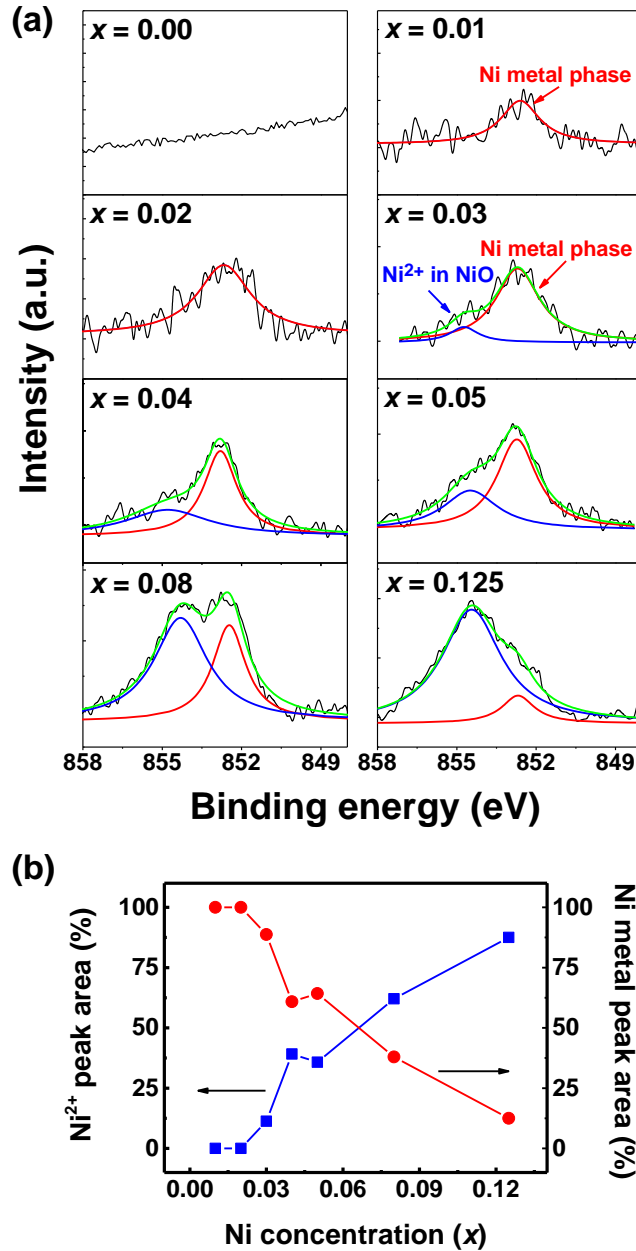 (a)
x = 0.00
x = 0.01
Ni metal phase
x = 0.02
x = 0.03
Ni metal phase
Ni²⁺ in NiO
x = 0.04
x = 0.05
x = 0.08
x = 0.125
Intensity (a.u.)
858 855 852 849
858 855 852 849
Binding energy (eV)
(b)
100
75
50
25
0
Ni²⁺ peak area (%)
100
75
50
25
0
Ni metal peak area (%)
0.00 0.03 0.06 0.09 0.12
Ni concentration (x)